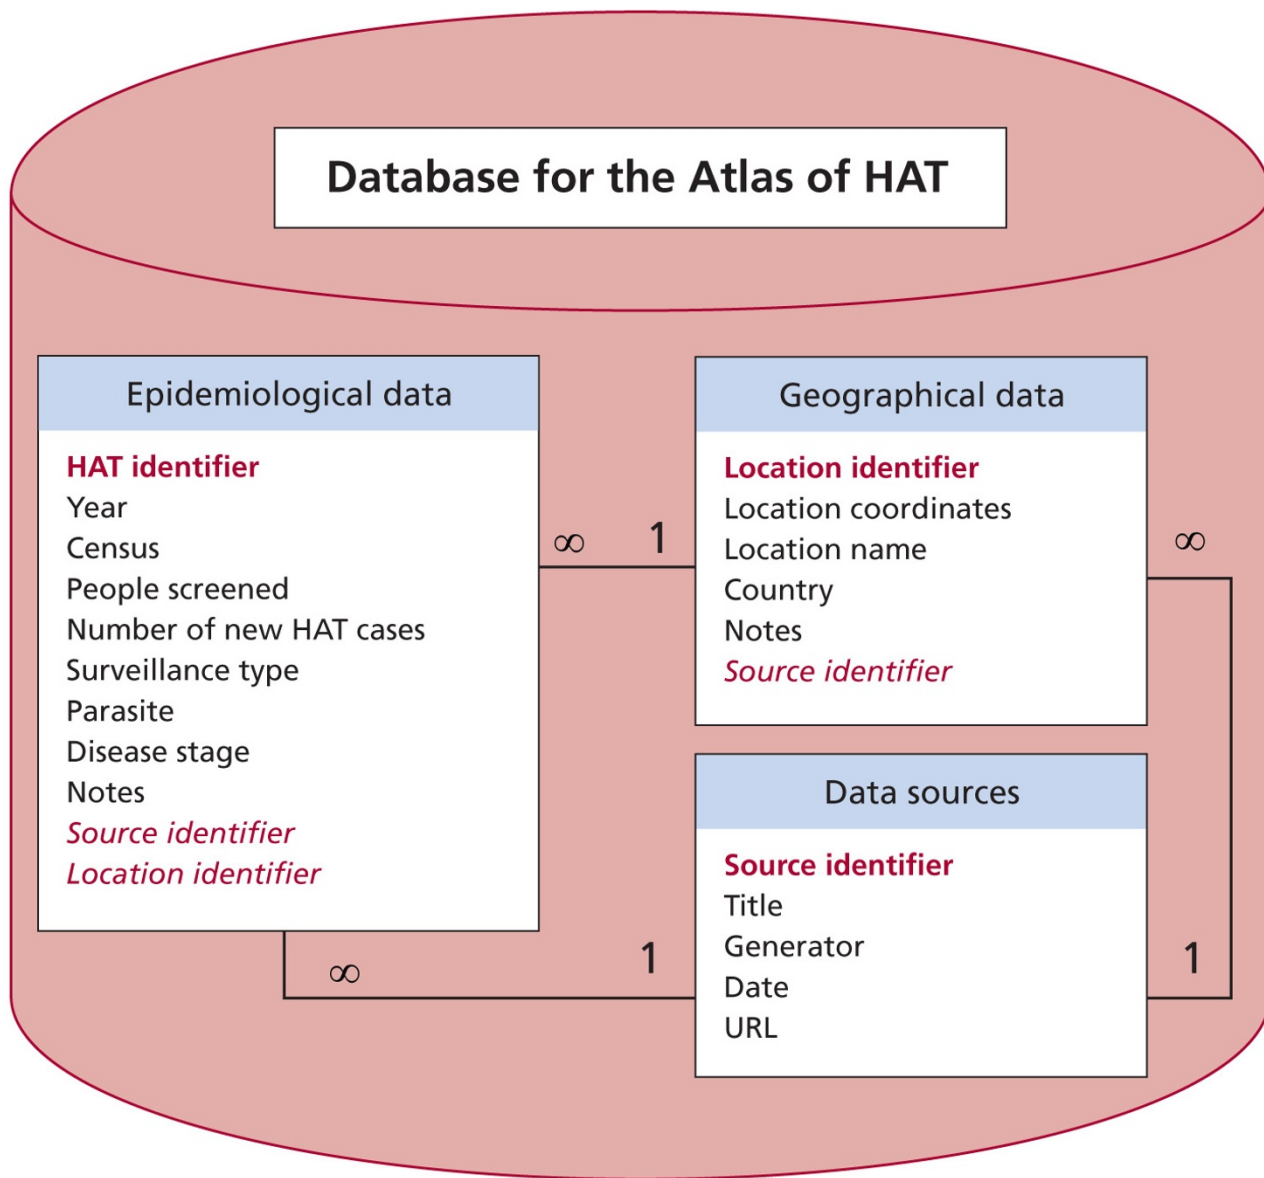 Database for the Atlas of HAT
Epidemiological data
HAT identifier
Year
Census
People screened
Number of new HAT cases
Surveillance type
Parasite
Disease stage
Notes
Source identifier
Location identifier
∞ 1
Geographical data
Location identifier
Location coordinates
Location name
Country
Notes
Source identifier
∞
Data sources
Source identifier
Title
Generator
Date
URL
∞ 1
1